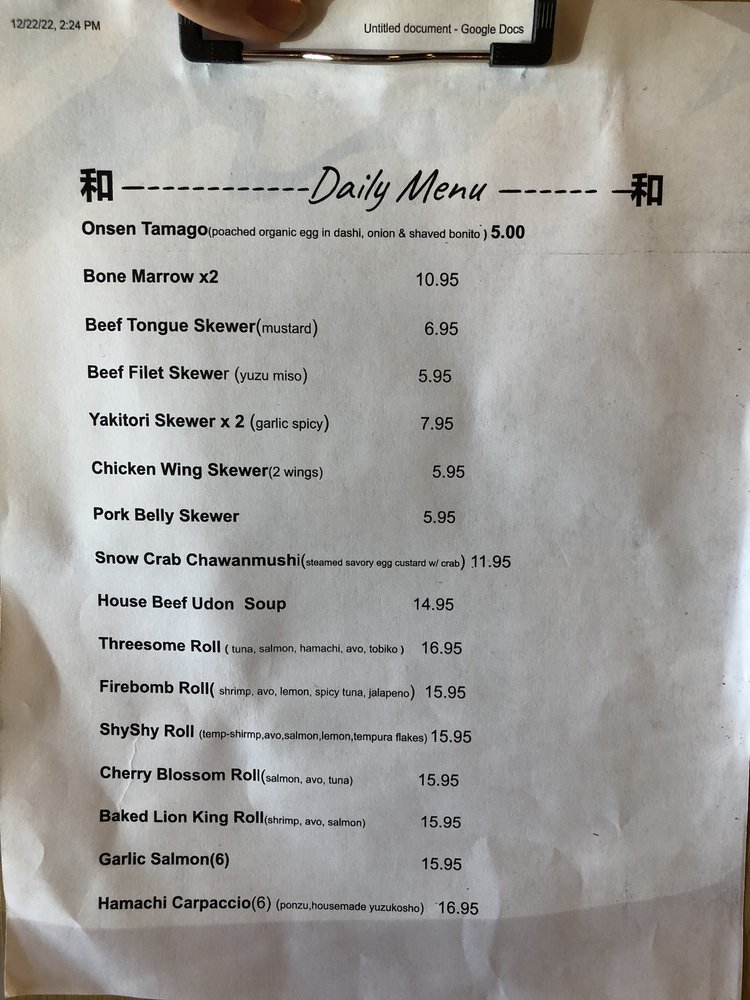 12/22/22, 2:24 PM Untitled document - Google Docs
和 ------------Daily Menu ------ 和
Onsen Tamago(poached organic egg in dashi, onion & shaved bonito ) 5.00
Bone Marrow x2 10.95
Beef Tongue Skewer(mustard) 6.95
Beef Filet Skewer (yuzu miso) 5.95
Yakitori Skewer x 2 (garlic spicy) 7.95
Chicken Wing Skewer(2 wings) 5.95
Pork Belly Skewer 5.95
Snow Crab Chawanmushi(steamed savory egg custard w/ crab) 11.95
House Beef Udon Soup 14.95
Threesome Roll ( tuna, salmon, hamachi, avo, tobiko ) 16.95
Firebomb Roll( shrimp, avo, lemon, spicy tuna, jalapeno) 15.95
ShyShy Roll (temp-shirmp,avo,salmon,lemon,tempura flakes) 15.95
Cherry Blossom Roll(salmon, avo, tuna) 15.95
Baked Lion King Roll(shrimp, avo, salmon) 15.95
Garlic Salmon(6) 15.95
Hamachi Carpaccio(6) (ponzu,housemade yuzukosho) 16.95